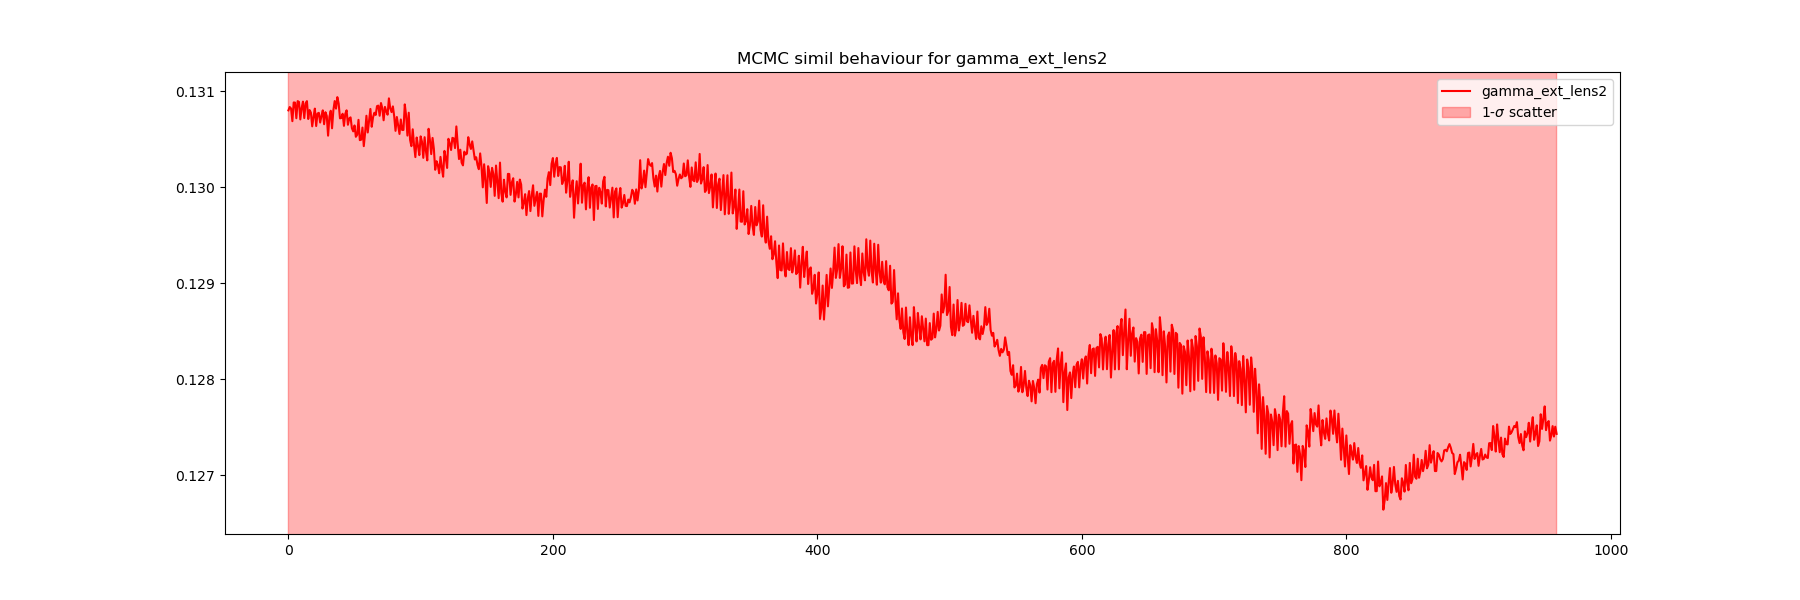 MCMC simil behaviour for gamma_ext_lens2
gamma_ext_lens2
1-σ scatter
0.131
0.130
0.129
0.128
0.127
0 200 400 600 800 1000